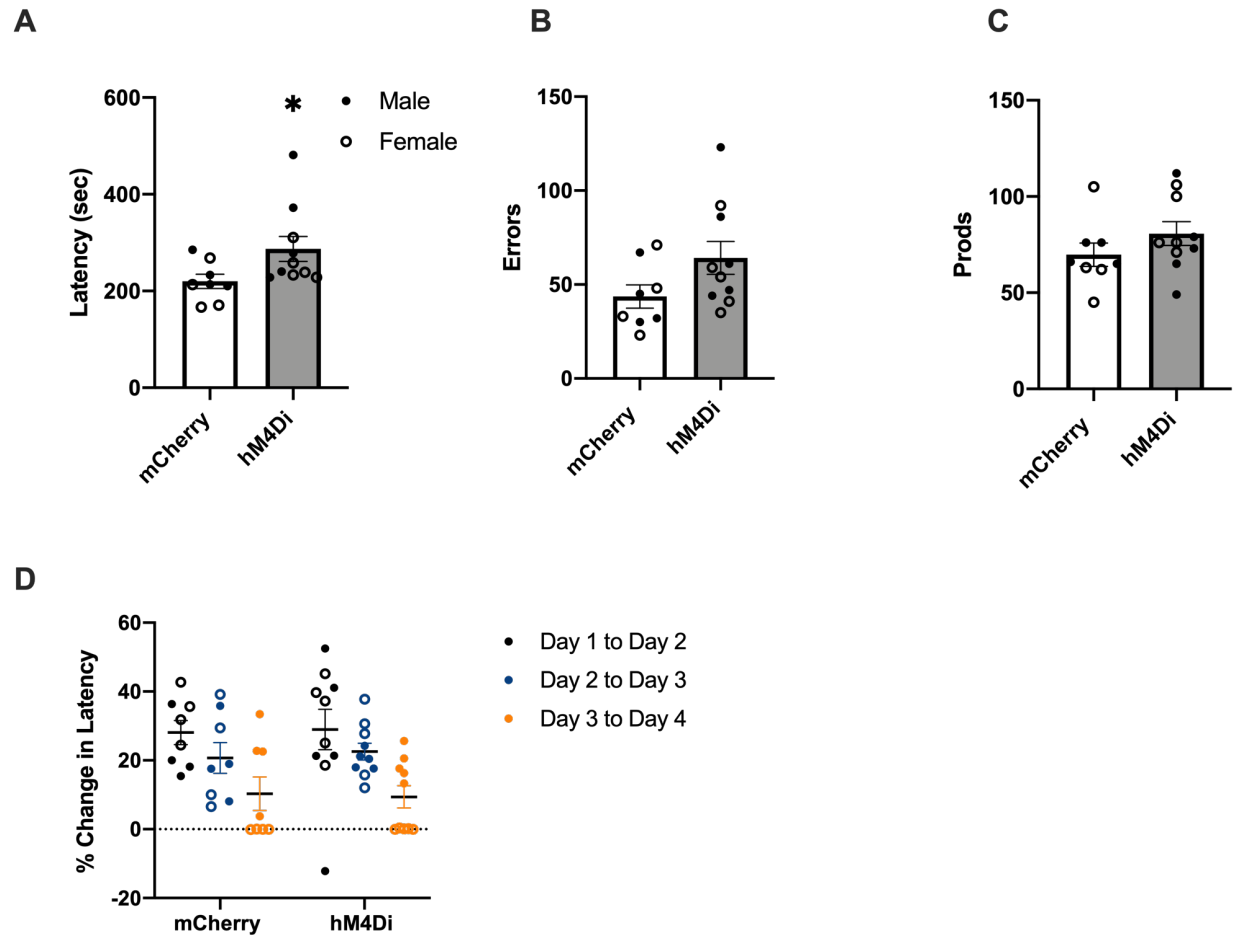 A
B
C
600
400
200
0
Latency (sec)
*
Male
Female
mCherry
hM4Di
150
100
50
0
Errors
mCherry
hM4Di
150
100
50
0
Prods
mCherry
hM4Di
D
60
40
20
0
-20
% Change in Latency
mCherry
hM4Di
Day 1 to Day 2
Day 2 to Day 3
Day 3 to Day 4